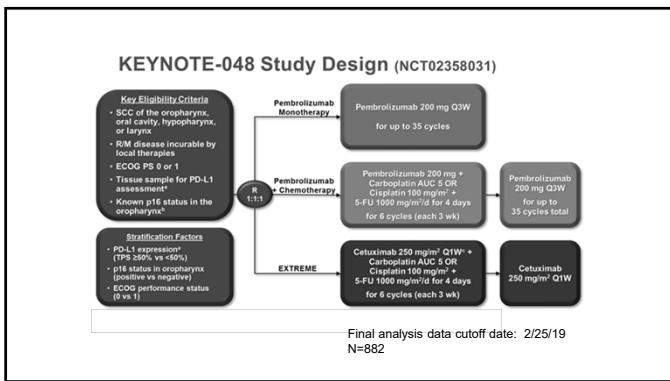 KEYNOTE-048 Study Design (NCT02358031)
Key Eligibility Criteria
• SCC of the oropharynx,
oral cavity, hypopharynx,
or larynx
• R/M disease incurable by
local therapies
• ECOG PS 0 or 1
• Tissue sample for PD-L1
assessmentᵃ
• Known p16 status in the
oropharynxᵇ
Stratification Factors
• PD-L1 expressionᵃ
(TPS ≥50% vs <50%)
• p16 status in oropharynx
(positive vs negative)
• ECOG performance status
(0 vs 1)
R
1:1:1
Pembrolizumab
Monotherapy
Pembrolizumab 200 mg Q3W
for up to 35 cycles
Pembrolizumab
+ Chemotherapy
Pembrolizumab 200 mg +
Carboplatin AUC 5 OR
Cisplatin 100 mg/m² +
5-FU 1000 mg/m²/d for 4 days
for 6 cycles (each 3 wk)
Pembrolizumab
200 mg Q3W
for up to
35 cycles total
EXTREME
Cetuximab 250 mg/m² Q1Wᶜ +
Carboplatin AUC 5 OR
Cisplatin 100 mg/m² +
5-FU 1000 mg/m²/d for 4 days
for 6 cycles (each 3 wk)
Cetuximab
250 mg/m² Q1W
Final analysis data cutoff date: 2/25/19
N=882